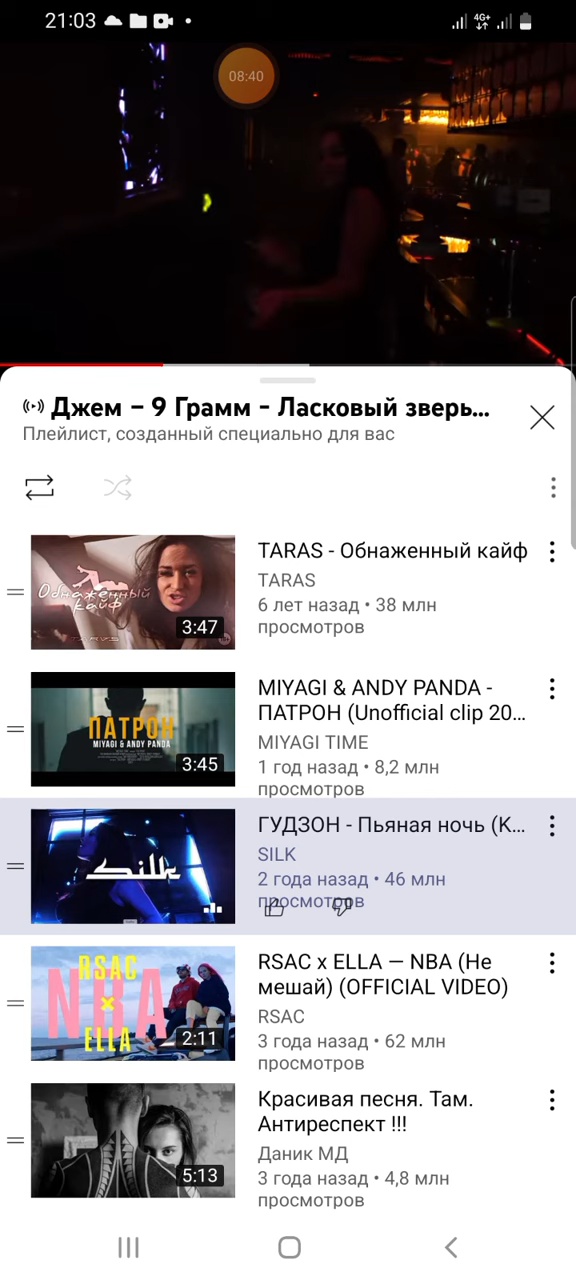 21:03
4G+
08:40
Джем – 9 Грамм - Ласковый зверь...
Плейлист, созданный специально для вас
Обнаженный
кайф
TARAS
3:47
TARAS - Обнаженный кайф
TARAS
6 лет назад • 38 млн
просмотров
ПАТРОН
MIYAGI & ANDY PANDA
3:45
MIYAGI & ANDY PANDA -
ПАТРОН (Unofficial clip 20...
MIYAGI TIME
1 год назад • 8,2 млн
просмотров
silk
ГУДЗОН - Пьяная ночь (K...
SILK
2 года назад • 46 млн
просмотров
RSAC
NBA
x
ELLA
2:11
RSAC x ELLA — NBA (Не
мешай) (OFFICIAL VIDEO)
RSAC
3 года назад • 62 млн
просмотров
5:13
Красивая песня. Там.
Антиреспект !!!
Даник МД
3 года назад • 4,8 млн
просмотров